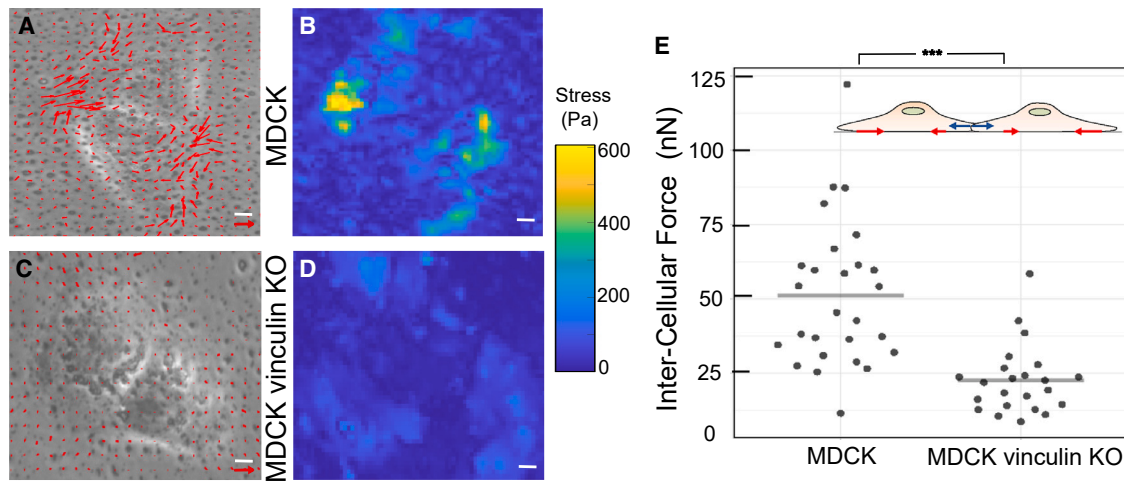 A
B
MDCK
Stress
(Pa)
600
400
200
0
C
D
MDCK vinculin KO
E
***
Inter-Cellular Force (nN)
125
100
75
50
25
0
MDCK
MDCK vinculin KO